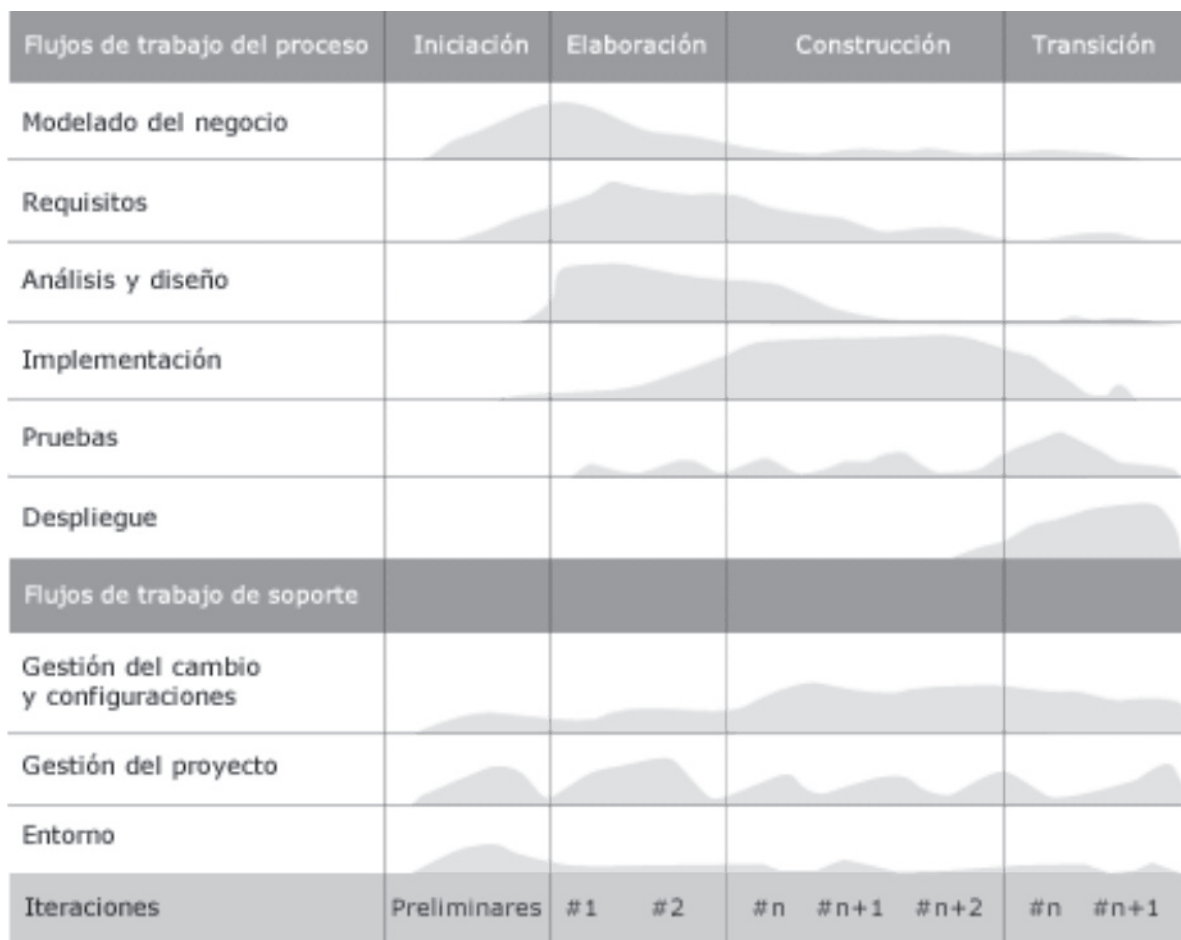 Flujos de trabajo del proceso Iniciación Elaboración Construcción Transición
Modelado del negocio
Requisitos
Análisis y diseño
Implementación
Pruebas
Despliegue
Flujos de trabajo de soporte
Gestión del cambio
y configuraciones
Gestión del proyecto
Entorno
Iteraciones Preliminares #1 #2 #n #n+1 #n+2 #n #n+1